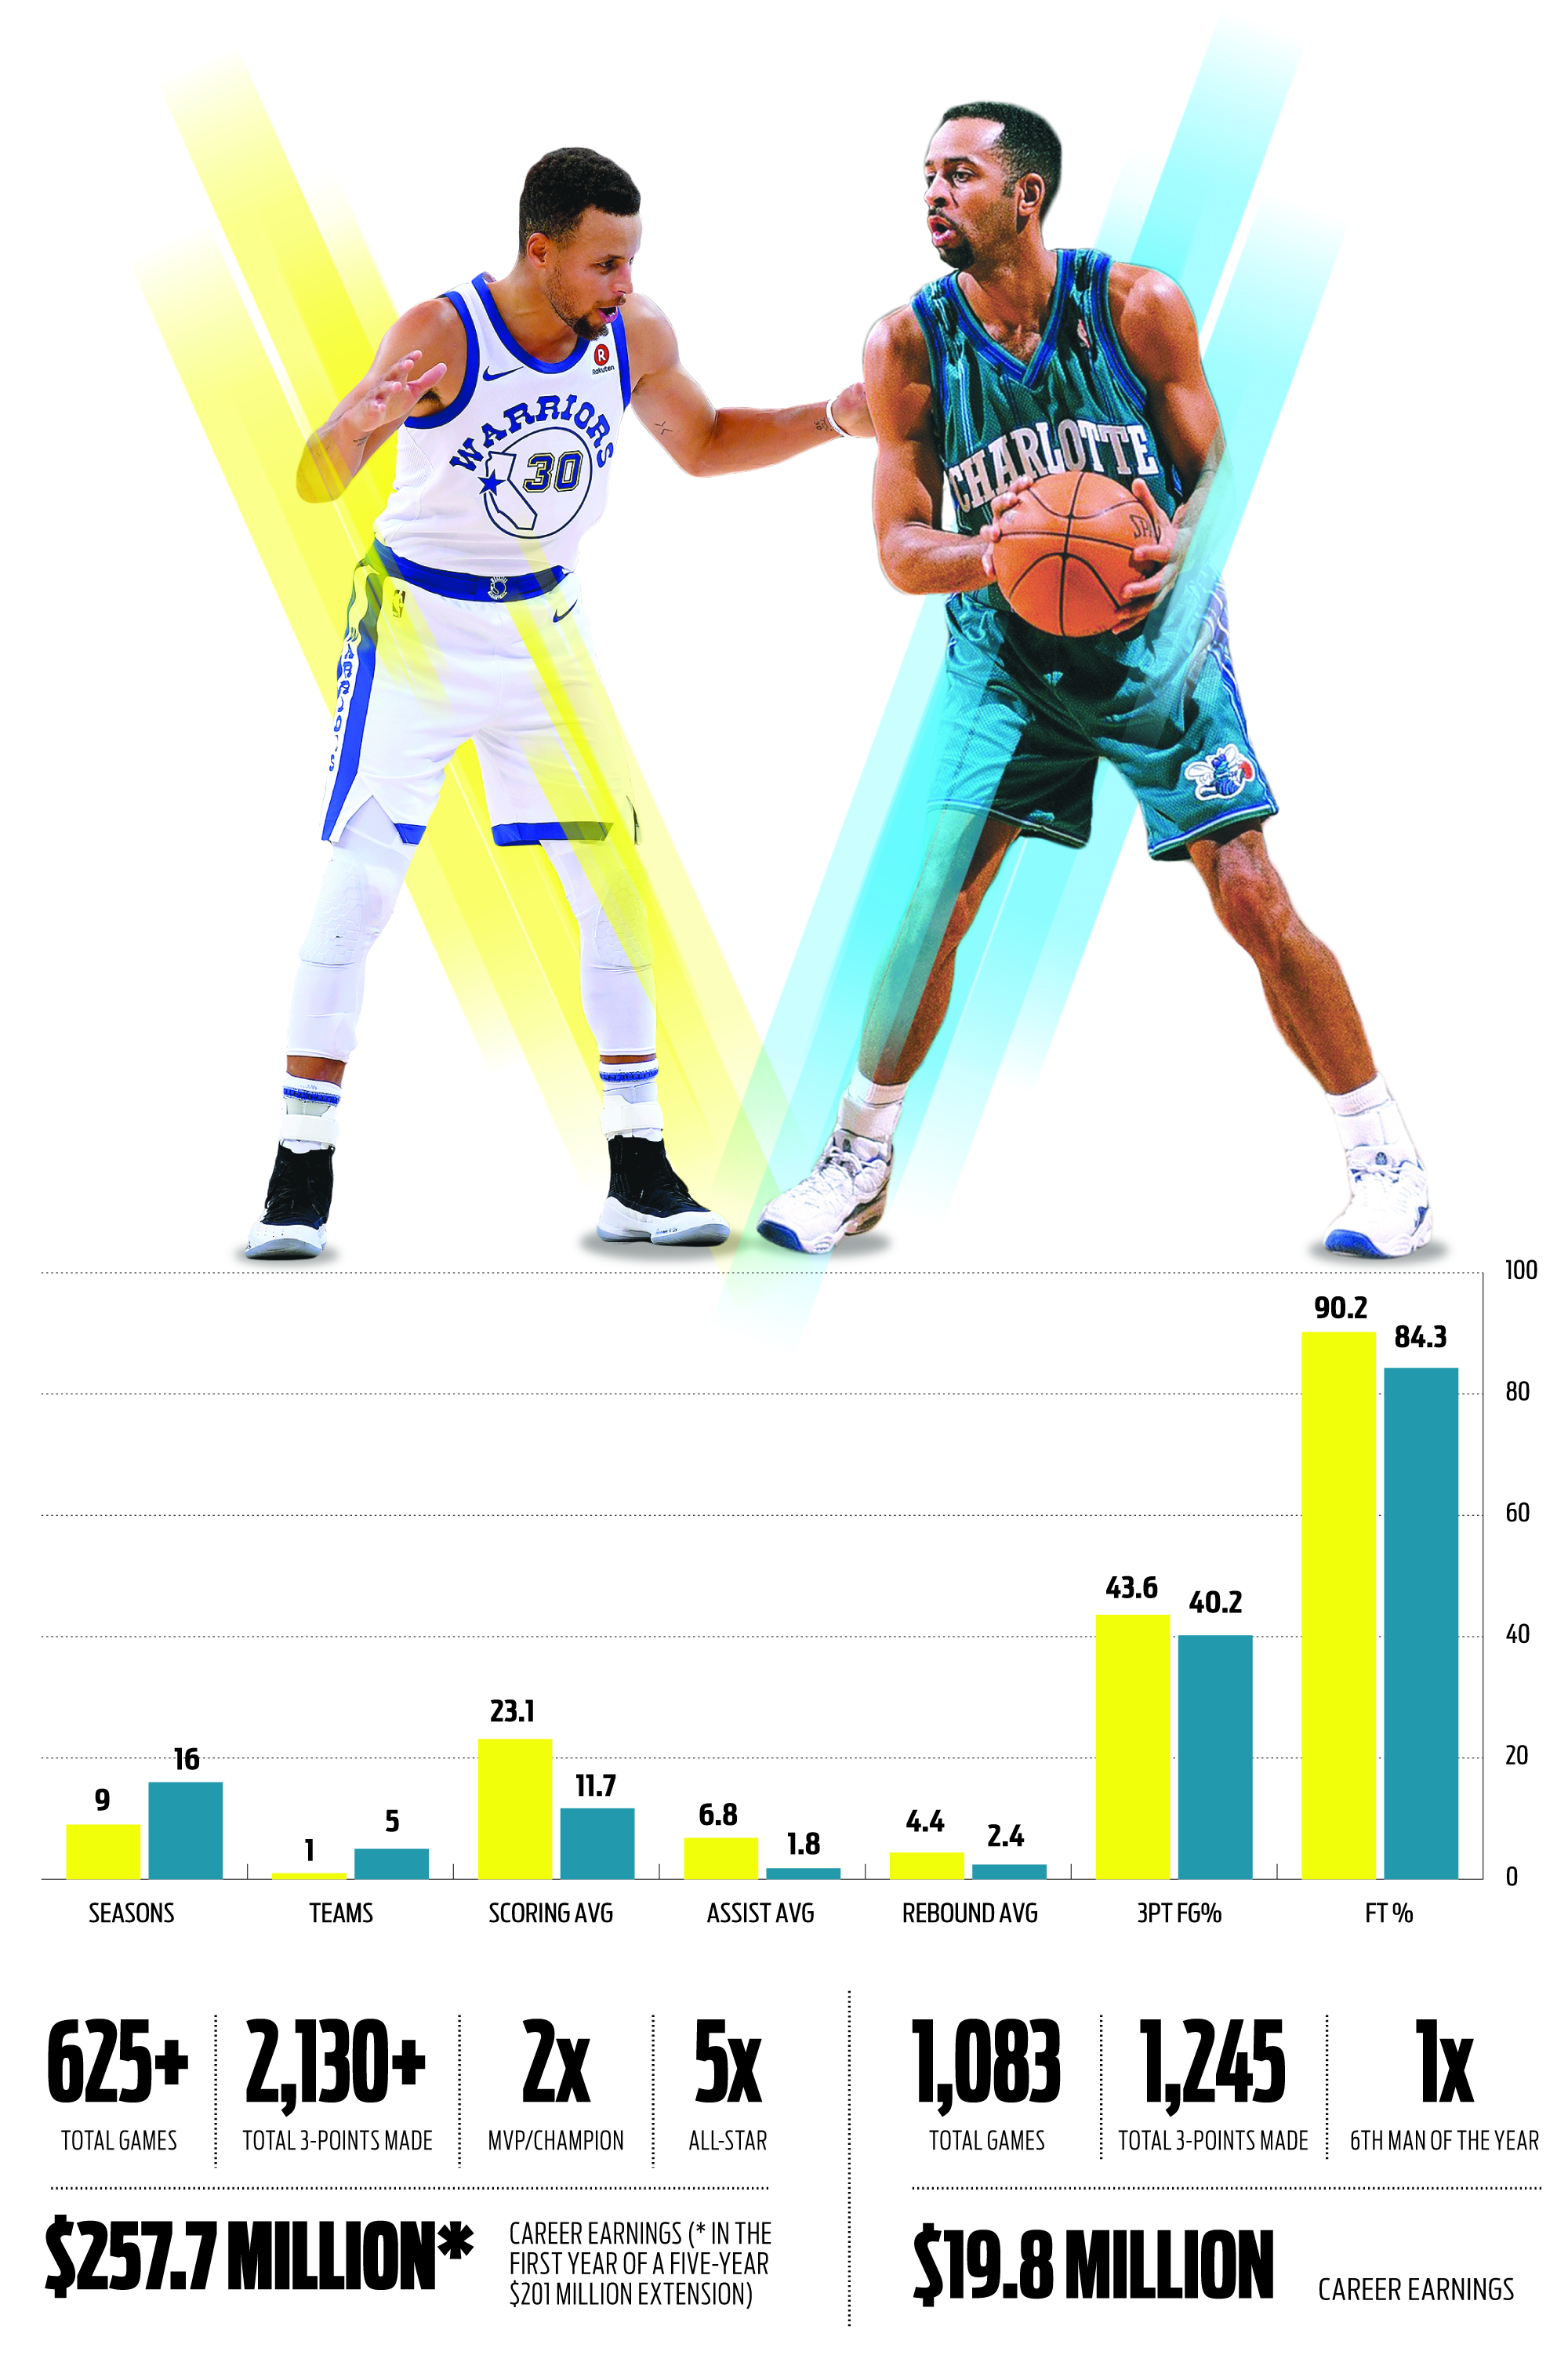 R
Rakuten
WARRIORS
30
CHARLOTTE
100
90.2
84.3
80
60
43.6
40.2
40
23.1
16
20
11.7
9
6.8
5
4.4
2.4
1.8
1
0
SEASONS
TEAMS
SCORING AVG
ASSIST AVG
REBOUND AVG
3PT FG%
FT %
625+
TOTAL GAMES
2,130+
TOTAL 3-POINTS MADE
2x
MVP/CHAMPION
5x
ALL-STAR
$257.7 MILLION*
CAREER EARNINGS (* IN THE
FIRST YEAR OF A FIVE-YEAR
$201 MILLION EXTENSION)
1,083
TOTAL GAMES
1,245
TOTAL 3-POINTS MADE
1x
6TH MAN OF THE YEAR
$19.8 MILLION
CAREER EARNINGS